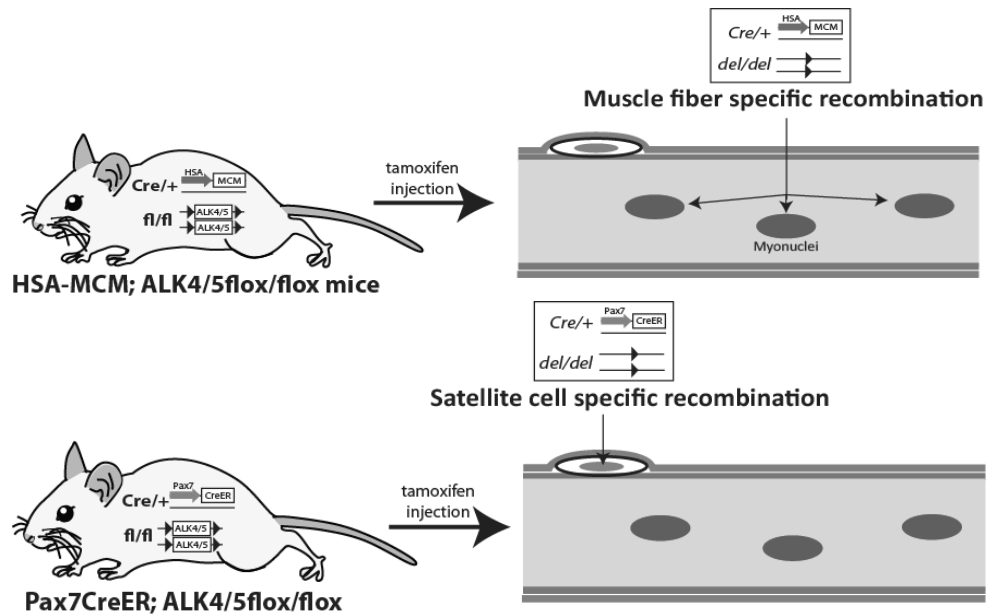 HSA
Cre/+ MCM
del/del
Muscle fiber specific recombination
HSA
Cre/+ MCM
fl/fl ALK4/5
ALK4/5
tamoxifen
injection
Myonuclei
HSA-MCM; ALK4/5flox/flox mice
Pax7
Cre/+ CreER
del/del
Satellite cell specific recombination
Pax7
Cre/+ CreER
fl/fl ALK4/5
ALK4/5
tamoxifen
injection
Pax7CreER; ALK4/5flox/flox